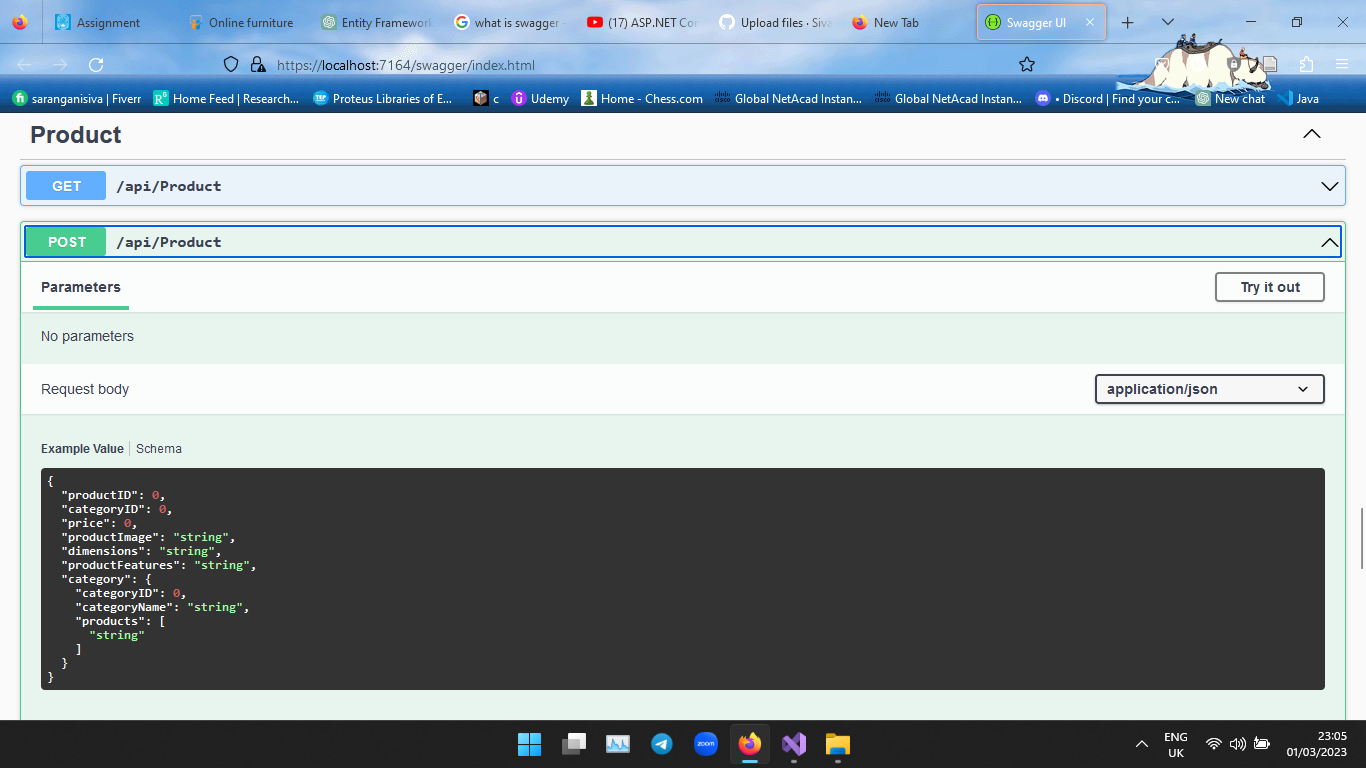 Assignment
Online furniture
Entity Framework
what is swagger -
(17) ASP.NET Cor
Upload files · Siva
New Tab
Swagger UI
https://localhost:7164/swagger/index.html
saranganisiva | Fiverr
Home Feed | Research...
Proteus Libraries of E...
c
Udemy
Home - Chess.com
Global NetAcad Instan...
Global NetAcad Instan...
• Discord | Find your c...
New chat
Java
Product
GET
/api/Product
POST
/api/Product
Parameters
Try it out
No parameters
Request body
application/json
Example Value
Schema
{
"productID": 0,
"categoryID": 0,
"price": 0,
"productImage": "string",
"dimensions": "string",
"productFeatures": "string",
"category": {
"categoryID": 0,
"categoryName": "string",
"products": [
"string"
]
}
}
zoom
ENG
UK
23:05
01/03/2023